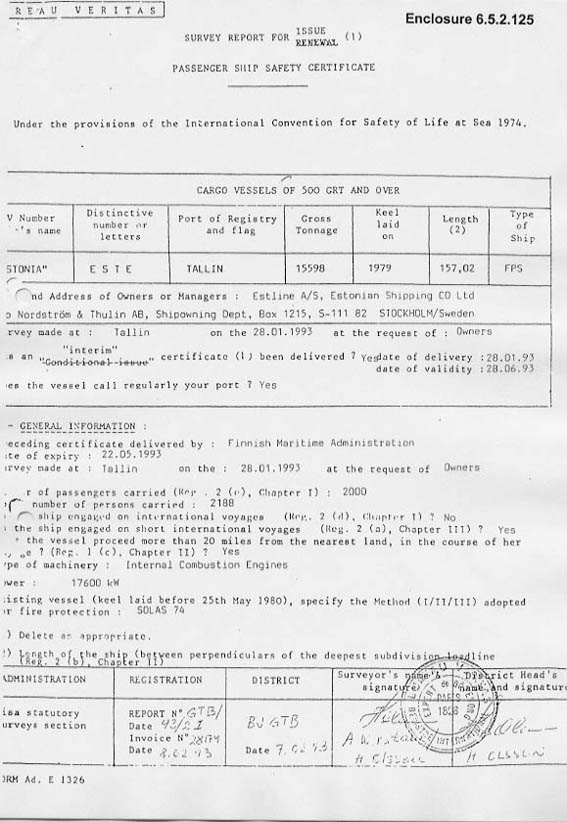 REAU VERITAS
Enclosure 6.5.2.125
SURVEY REPORT FOR ISSUE RENEWAL (1)
PASSENGER SHIP SAFETY CERTIFICATE
Under the provisions of the International Convention for Safety of Life at Sea 1974.
CARGO VESSELS OF 500 GRT AND OVER
V Number -'s name Distinctive number or letters Port of Registry and flag Gross Tonnage Keel laid on Length (2) Type of Ship
STONIA" E S T E TALLIN 15598 1979 157,02 FPS
nd Address of Owners or Managers : Estline A/S, Estonian Shipping CO Ltd
o Nordström & Thulin AB, Shipowning Dept, Box 1215, S-111 82 STOCKHOLM/Sweden
rvey made at : Tallin on the 28.01.1993 at the request of : Owners
s an "interim" "Conditional issue" certificate (1) been delivered ? Yes date of delivery : 28.01.93
date of validity : 28.06.93
es the vessel call regularly your port ? Yes
- GENERAL INFORMATION :
eceding certificate delivered by : Finnish Maritime Administration
te of expiry : 22.05.1993
urvey made at : Tallin on the : 28.01.1993 at the request of Owners
r of passengers carried (Reg. 2 (e), Chapter I) : 2000
number of persons carried : 2188
ship engaged on international voyages (Reg. 2 (d), Chapter I) ? No
the ship engaged on short international voyages (Reg. 2 (a), Chapter III) ? Yes
the vessel proceed more than 20 miles from the nearest land, in the course of her
e ? (Reg. 1 (c), Chapter II) ? Yes
pe of machinery : Internal Combustion Engines
ower : 17600 kW
isting vessel (keel laid before 25th May 1980), specify the Method (I/II/III) adopted
r fire protection : SOLAS 74
) Delete as appropriate.
) Length of the ship (between perpendiculars of the deepest subdivision loadline
(Reg. 2 (b), Chapter II)
ADMINISTRATION REGISTRATION DISTRICT Surveyor's name & signature District Head's name and signature
isa statutory
urveys section
REPORT N° GTB/
Date 93/2 I
Invoice N°
Date 8.02 93
BV GTB
Date 7.02 93
1828
H OLSSON
ORM Ad. E 1326